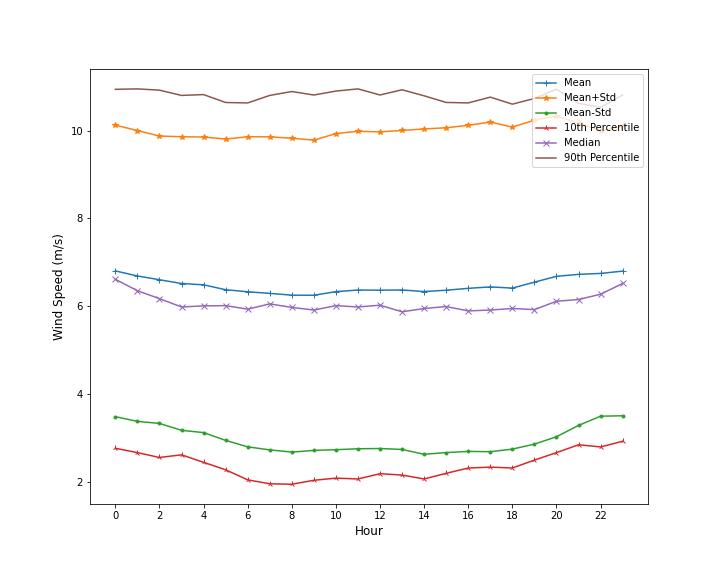 Mean
Mean+Std
Mean-Std
10th Percentile
Median
90th Percentile
10
8
6
4
2
Wind Speed (m/s)
0 2 4 6 8 10 12 14 16 18 20 22
Hour